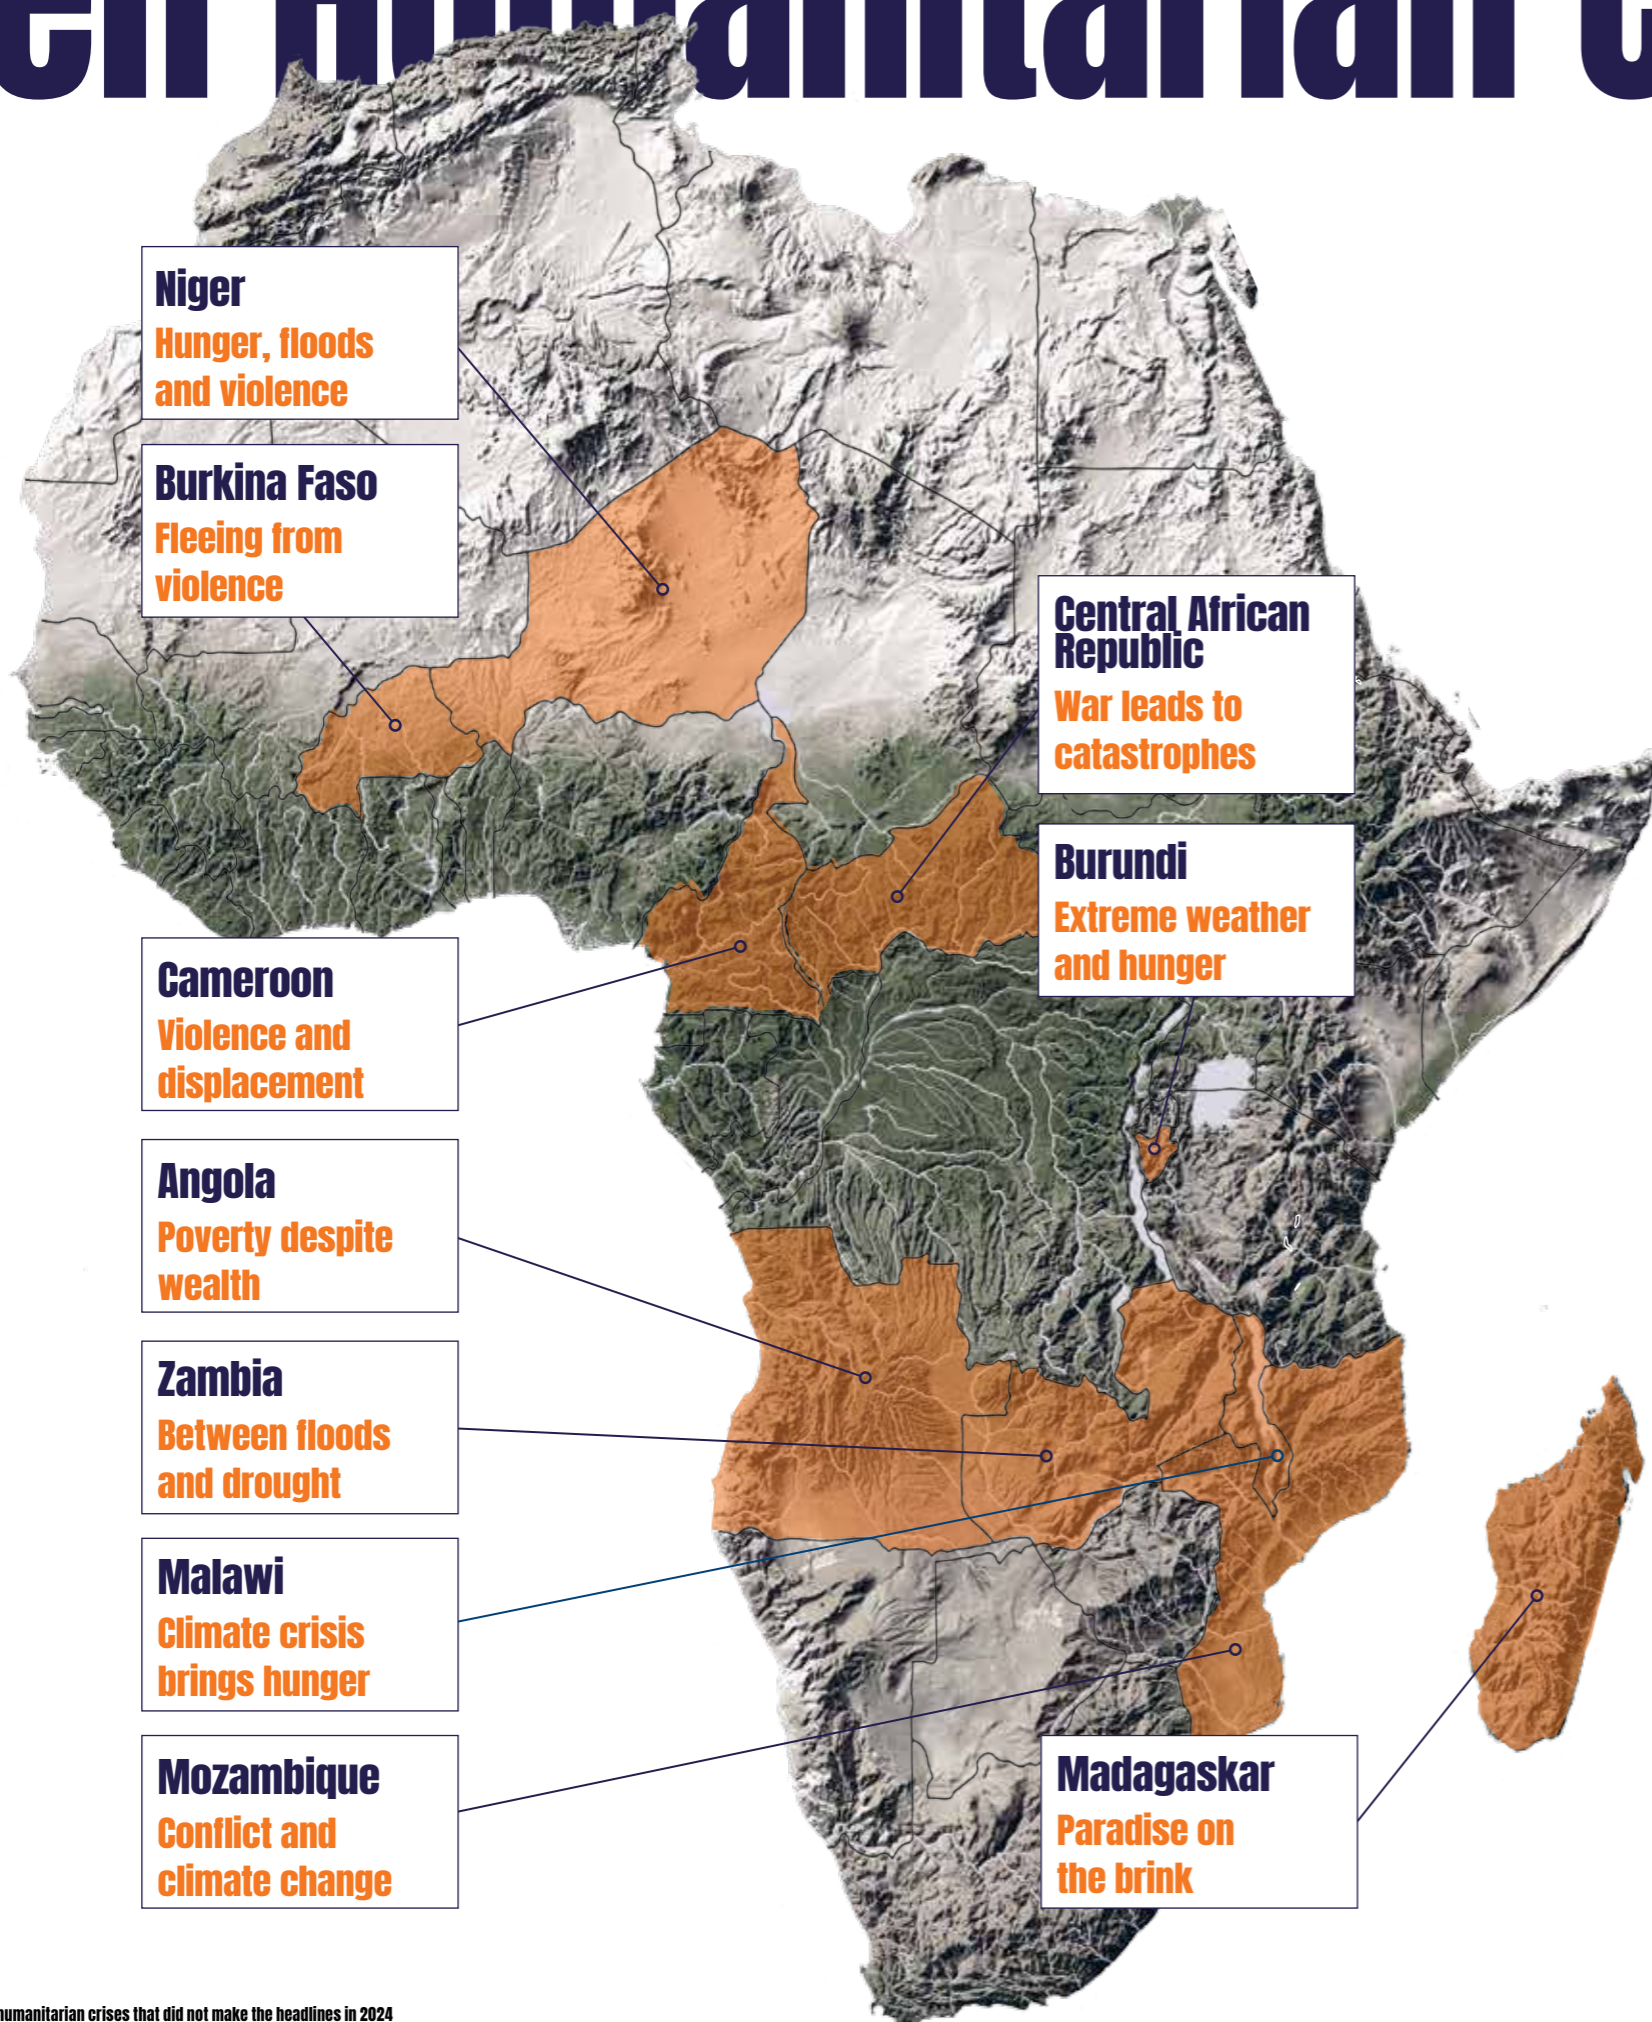 Humanitarian
Niger
Hunger, floods
and violence
Burkina Faso
Fleeing from
violence
Central African
Republic
War leads to
catastrophes
Burundi
Extreme weather
and hunger
Cameroon
Violence and
displacement
Angola
Poverty despite
wealth
Zambia
Between floods
and drought
Malawi
Climate crisis
brings hunger
Mozambique
Conflict and
climate change
Madagaskar
Paradise on
the brink
humanitarian crises that did not make the headlines in 2024